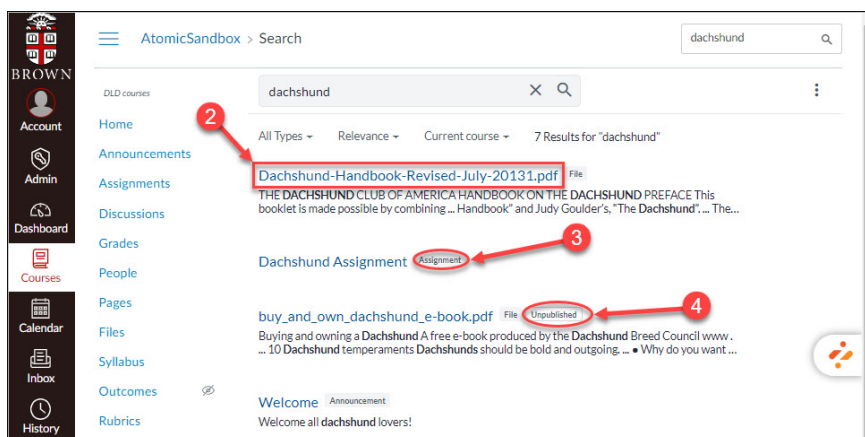 BROWN
Account
Admin
Dashboard
Courses
Calendar
Inbox
History
AtomicSandbox > Search
dachshund
DLD courses
Home
Announcements
Assignments
Discussions
Grades
People
Pages
Files
Syllabus
Outcomes
Rubrics
dachshund
All Types Relevance Current course 7 Results for "dachshund"
2
Dachshund-Handbook-Revised-July-20131.pdf File
THE DACHSHUND CLUB OF AMERICA HANDBOOK ON THE DACHSHUND PREFACE This
booklet is made possible by combining ... Handbook" and Judy Goulder's, "The Dachshund". ... The...
3
Dachshund Assignment Assignment
4
buy_and_own_dachshund_e-book.pdf File Unpublished
Buying and owning a Dachshund A free e-book produced by the Dachshund Breed Council www .
... 10 Dachshund temperaments Dachshunds should be bold and outgoing. ... • Why do you want ...
Welcome Announcement
Welcome all dachshund lovers!